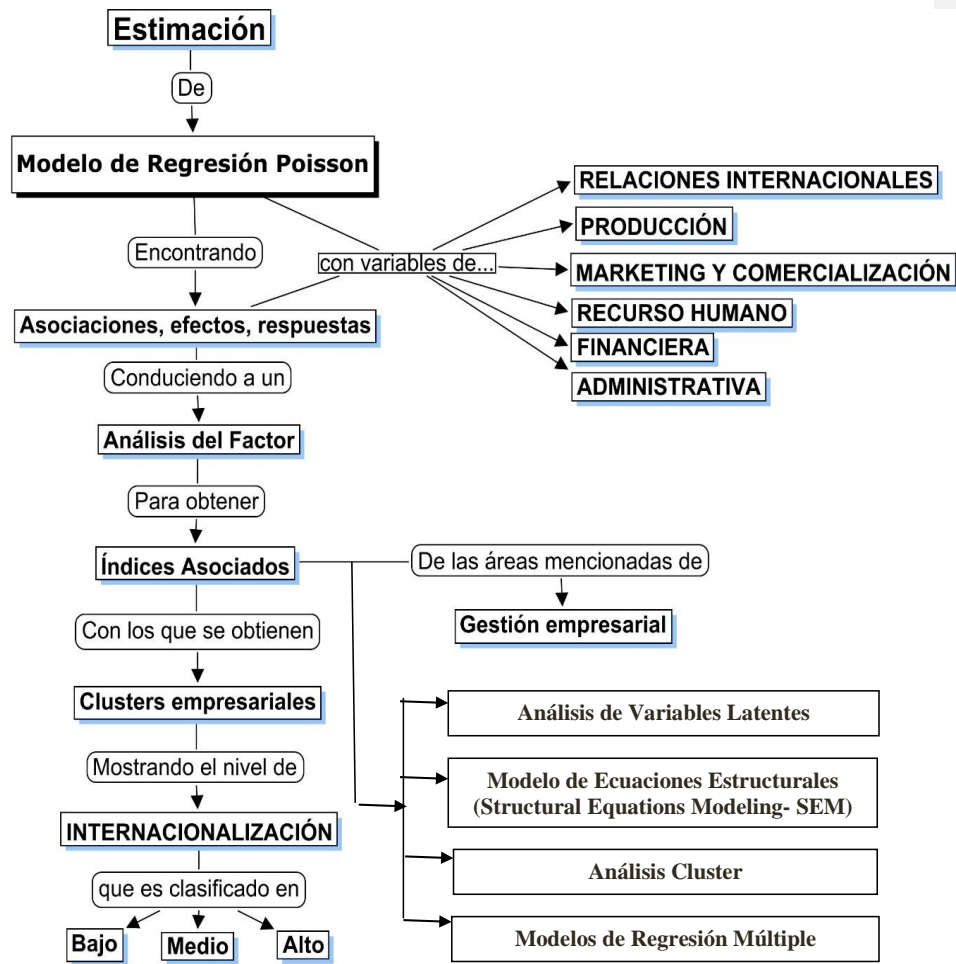 Estimación
De
Modelo de Regresión Poisson
Encontrando
con variables de...
RELACIONES INTERNACIONALES
PRODUCCIÓN
MARKETING Y COMERCIALIZACIÓN
RECURSO HUMANO
FINANCIERA
ADMINISTRATIVA
Asociaciones, efectos, respuestas
Conduciendo a un
Análisis del Factor
Para obtener
Índices Asociados
De las áreas mencionadas de
Gestión empresarial
Con los que se obtienen
Clusters empresariales
Mostrando el nivel de
INTERNACIONALIZACIÓN
que es clasificado en
Bajo
Medio
Alto
Análisis de Variables Latentes
Modelo de Ecuaciones Estructurales
(Structural Equations Modeling- SEM)
Análisis Cluster
Modelos de Regresión Múltiple